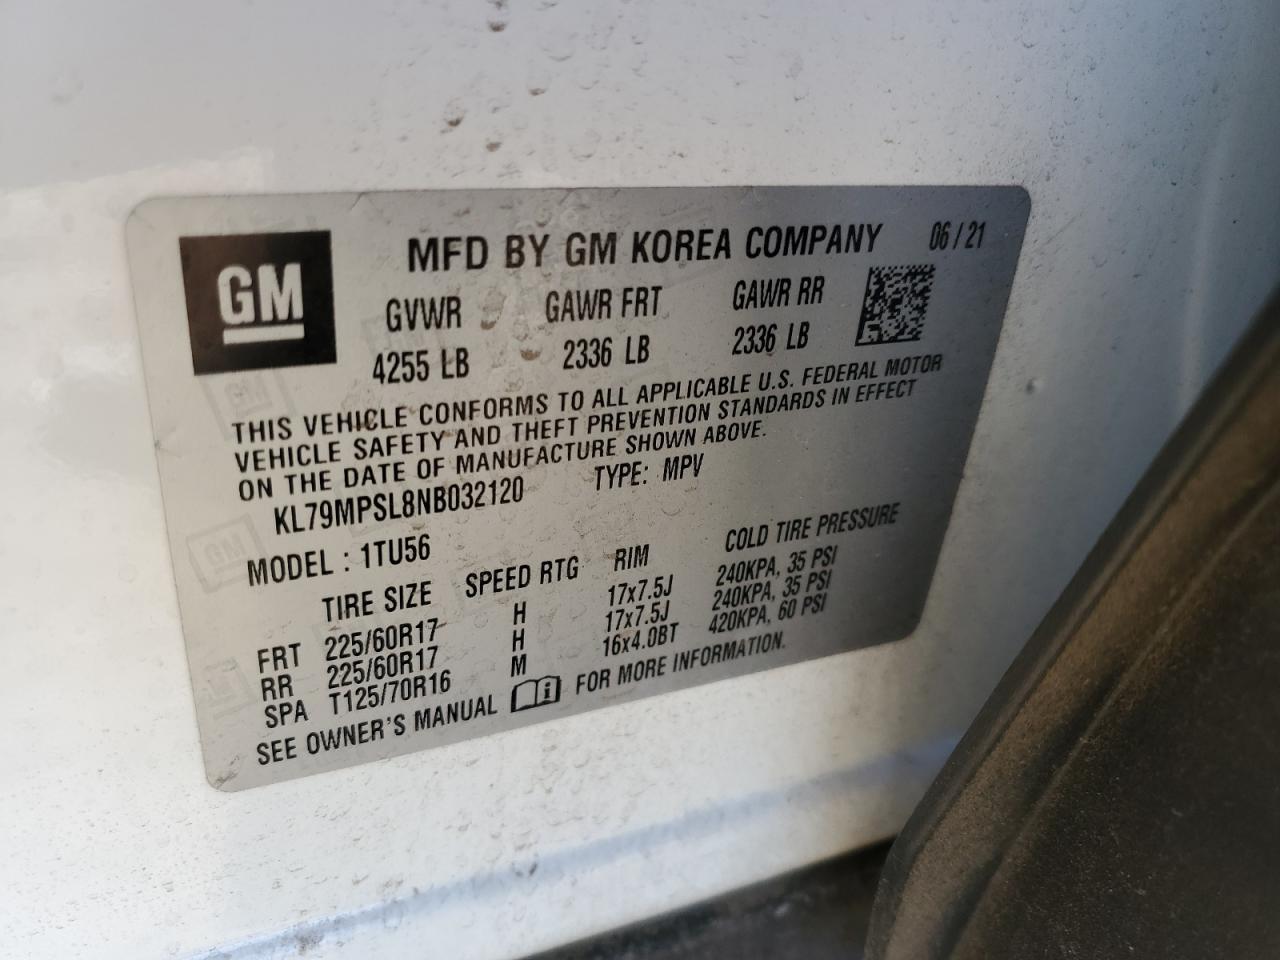 GM
MFD BY GM KOREA COMPANY 06/21
GVWR GAWR FRT GAWR RR
4255 LB 2336 LB 2336 LB
THIS VEHICLE CONFORMS TO ALL APPLICABLE U.S. FEDERAL MOTOR
VEHICLE SAFETY AND THEFT PREVENTION STANDARDS IN EFFECT
ON THE DATE OF MANUFACTURE SHOWN ABOVE.
KL79MPSL8NB032120 TYPE: MPV
MODEL : 1TU56
TIRE SIZE SPEED RTG RIM COLD TIRE PRESSURE
FRT 225/60R17 H 17x7.5J 240KPA, 35 PSI
RR 225/60R17 H 17x7.5J 240KPA, 35 PSI
SPA T125/70R16 M 16x4.0BT 420KPA, 60 PSI
SEE OWNER'S MANUAL FOR MORE INFORMATION.